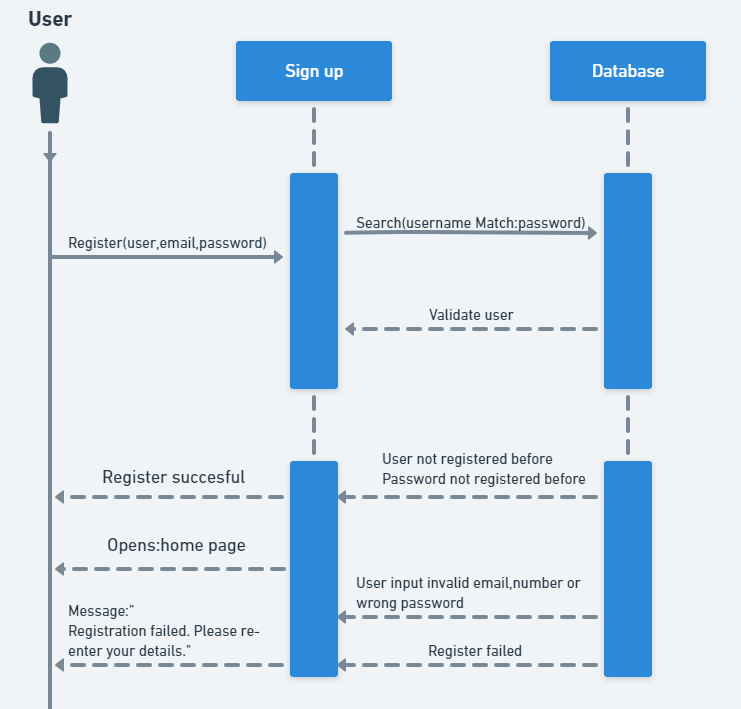 User
Sign up
Database
Search(username Match:password)
Register(user,email,password)
Validate user
User not registered before
Password not registered before
Register succesful
Opens:home page
User input invalid email,number or
wrong password
Message:”
Registration failed. Please re-
enter your details."
Register failed